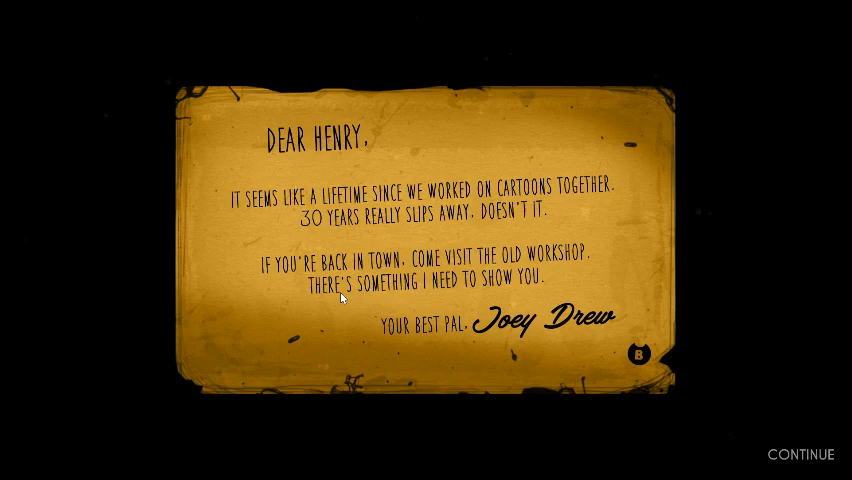 DEAR HENRY,
IT SEEMS LIKE A LIFETIME SINCE WE WORKED ON CARTOONS TOGETHER.
30 YEARS REALLY SLIPS AWAY, DOESN'T IT.
IF YOU'RE BACK IN TOWN, COME VISIT THE OLD WORKSHOP.
THERE'S SOMETHING I NEED TO SHOW YOU.
YOUR BEST PAL, Joey Drew
B
CONTINUE